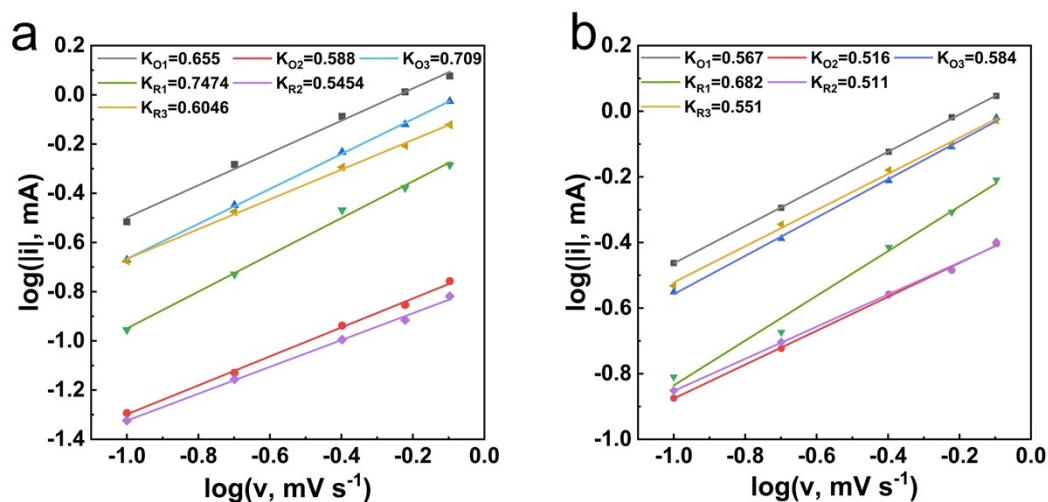 a
K_O1=0.655 K_O2=0.588 K_O3=0.709
K_R1=0.7474 K_R2=0.5454
K_R3=0.6046
0.2
0.0
-0.2
-0.4
-0.6
-0.8
-1.0
-1.2
-1.4
log(|i|, mA)
-1.0 -0.8 -0.6 -0.4 -0.2 0.0
log(v, mV s⁻¹)
b
K_O1=0.567 K_O2=0.516 K_O3=0.584
K_R1=0.682 K_R2=0.511
K_R3=0.551
0.2
0.0
-0.2
-0.4
-0.6
-0.8
-1.0
log(|i|, mA)
-1.0 -0.8 -0.6 -0.4 -0.2 0.0
log(v, mV s⁻¹)